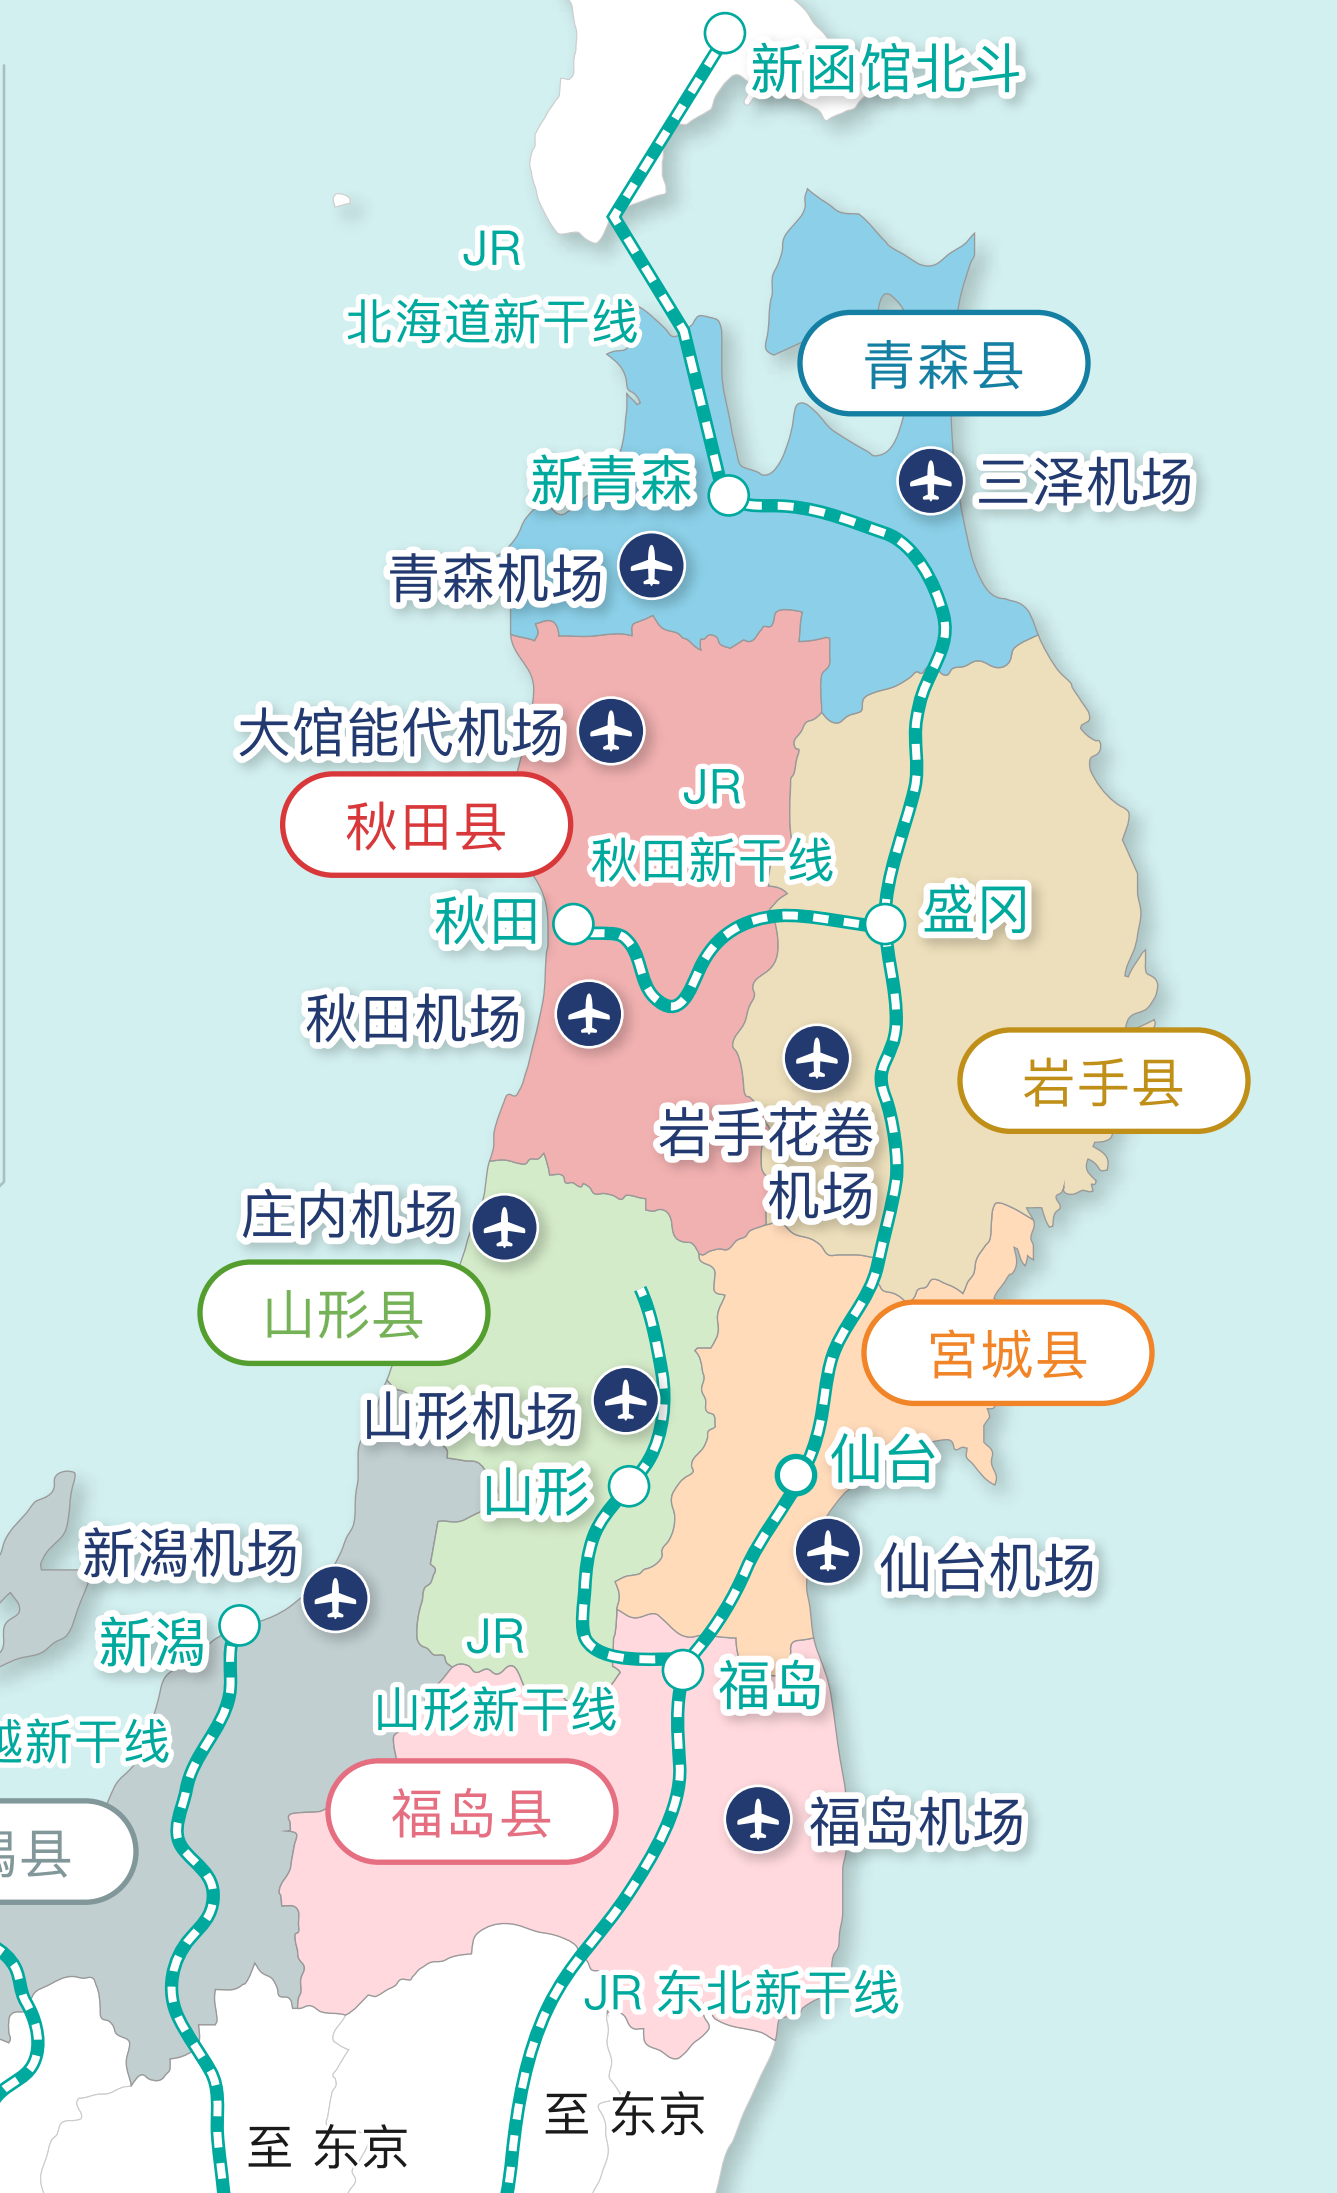 新函馆北斗
JR
北海道新干线
青森县
新青森
三泽机场
青森机场
大馆能代机场
JR
秋田县
秋田新干线
秋田
盛冈
秋田机场
岩手县
岩手花卷
机场
庄内机场
山形县
宮城县
山形机场
仙台
山形
新潟机场
仙台机场
新潟
JR
福岛
山形新干线
越新干线
福岛县
福岛机场
潟县
JR 东北新干线
至 东京
至 东京